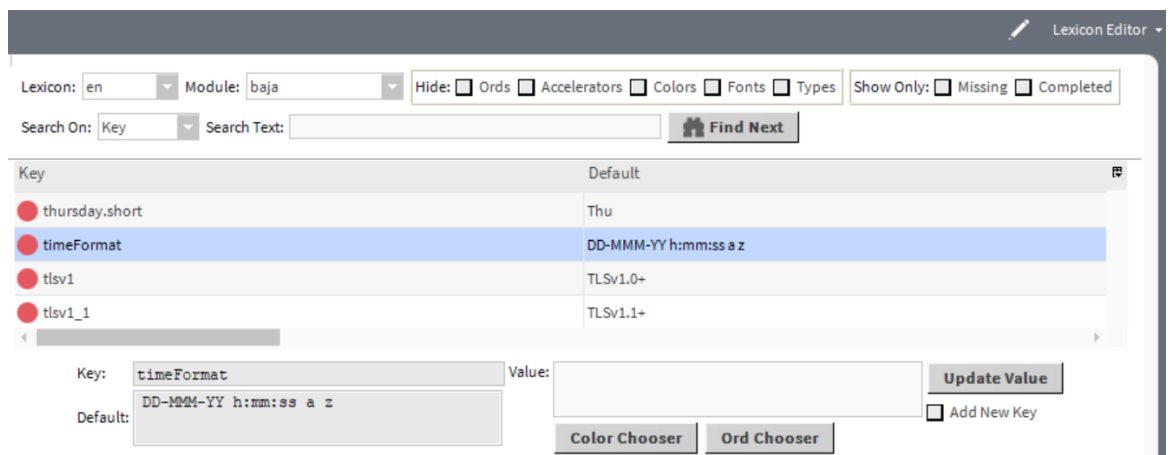 Lexicon Editor
Lexicon: en Module: baja Hide: Ords Accelerators Colors Fonts Types Show Only: Missing Completed
Search On: Key Search Text: Find Next
Key Default
thursday.short Thu
timeFormat DD-MMM-YY h:mm:ss a z
tlsv1 TLSv1.0+
tlsv1_1 TLSv1.1+
Key: timeFormat Value: Update Value
Default: DD-MMM-YY h:mm:ss a z Add New Key
Color Chooser Ord Chooser